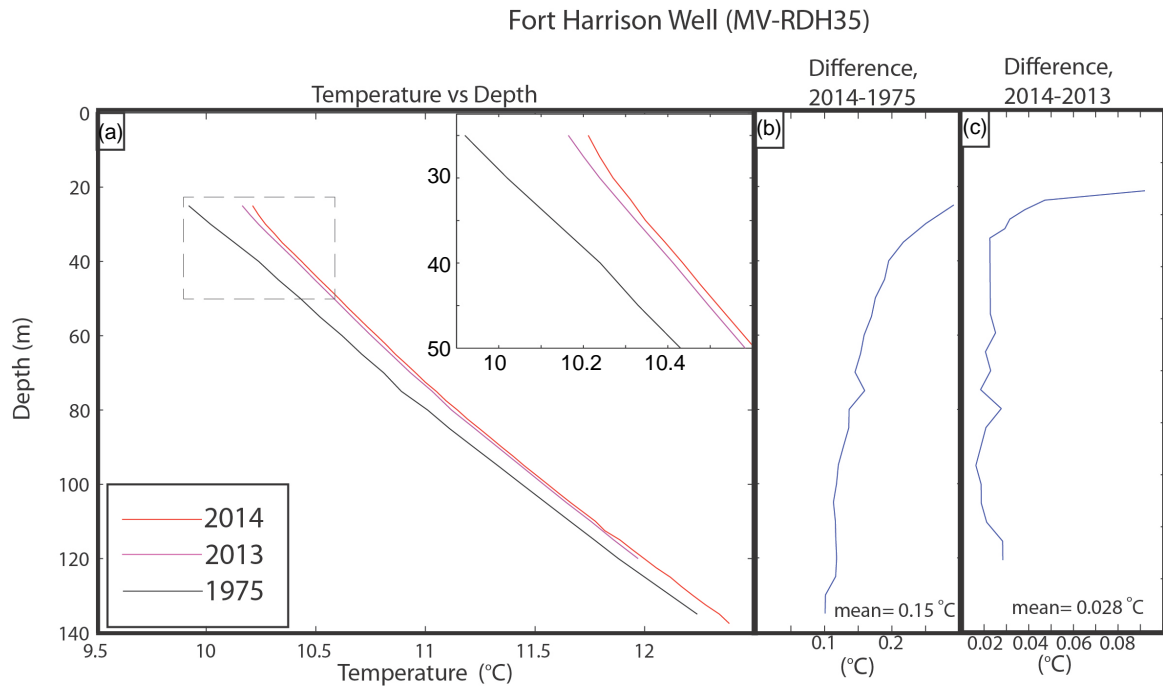 Fort Harrison Well (MV-RDH35)
Temperature vs Depth
Difference,
2014-1975
Difference,
2014-2013
(a)
(b)
(c)
0
20
40
60
80
100
120
140
Depth (m)
30
40
50
10
10.2
10.4
2014
2013
1975
mean= 0.15 °C
mean= 0.028 °C
9.5
10
10.5
11
11.5
12
Temperature (°C)
0.1
0.2
(°C)
0.02
0.04
0.06
0.08
(°C)